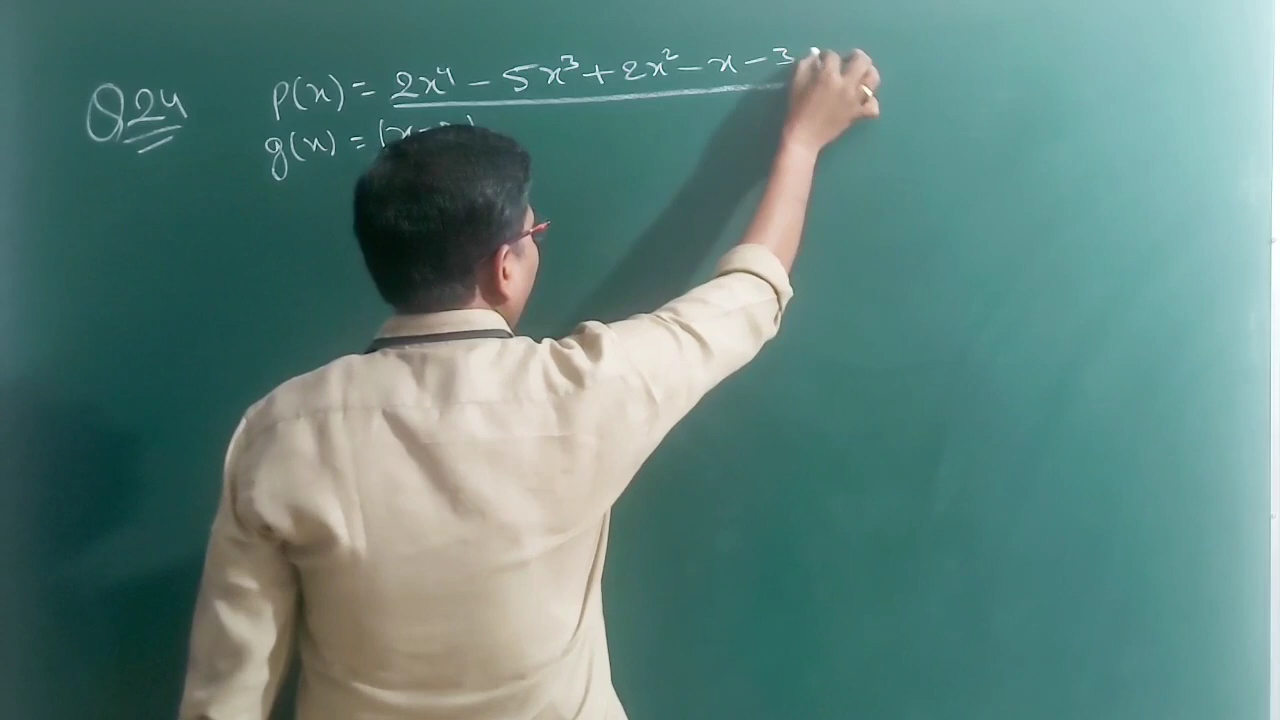 Q24
p(x) = 2x⁴ - 5x³ + 2x² - x - 3
g(x) = (x-